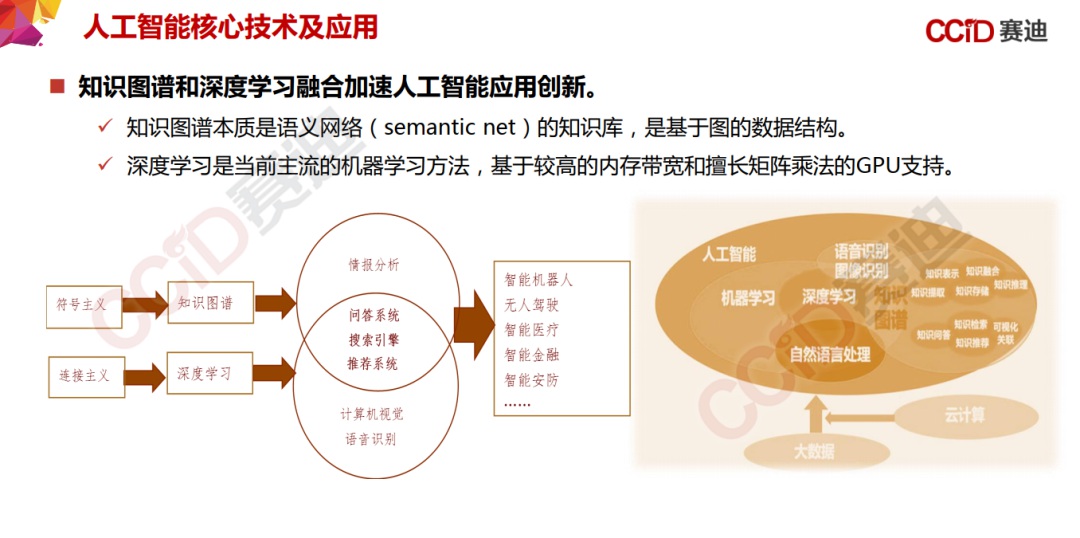 人工智能核心技术及应用
CCiD 赛迪
知识图谱和深度学习融合加速人工智能应用创新。
知识图谱本质是语义网络（semantic net）的知识库，是基于图的数据结构。
深度学习是当前主流的机器学习方法，基于较高的内存带宽和擅长矩阵乘法的GPU支持。
符号主义
知识图谱
连接主义
深度学习
情报分析
问答系统
搜索引擎
推荐系统
计算机视觉
语音识别
智能机器人
无人驾驶
智能医疗
智能金融
智能安防
……
人工智能
语音识别
图像识别
机器学习
深度学习
知识
图谱
自然语言处理
知识表示
知识融合
知识推理
知识提取
知识存储
知识问答
知识检索
知识推荐
可视化
关联
云计算
大数据
CCiD赛迪
CCiD赛迪